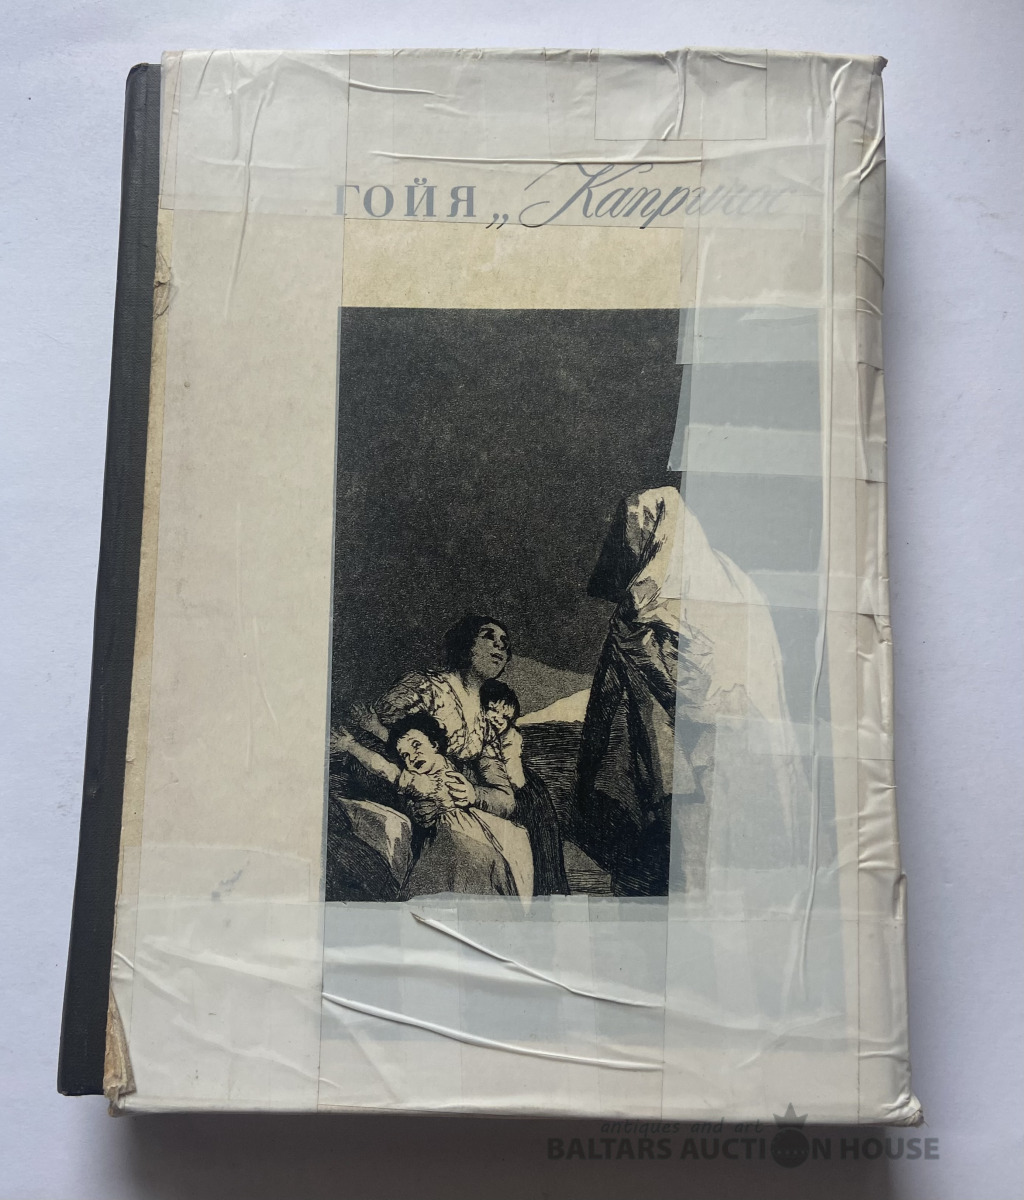 ГОЙЯ „Капричос
antiques and art
BALTARS AUCTION HOUSE